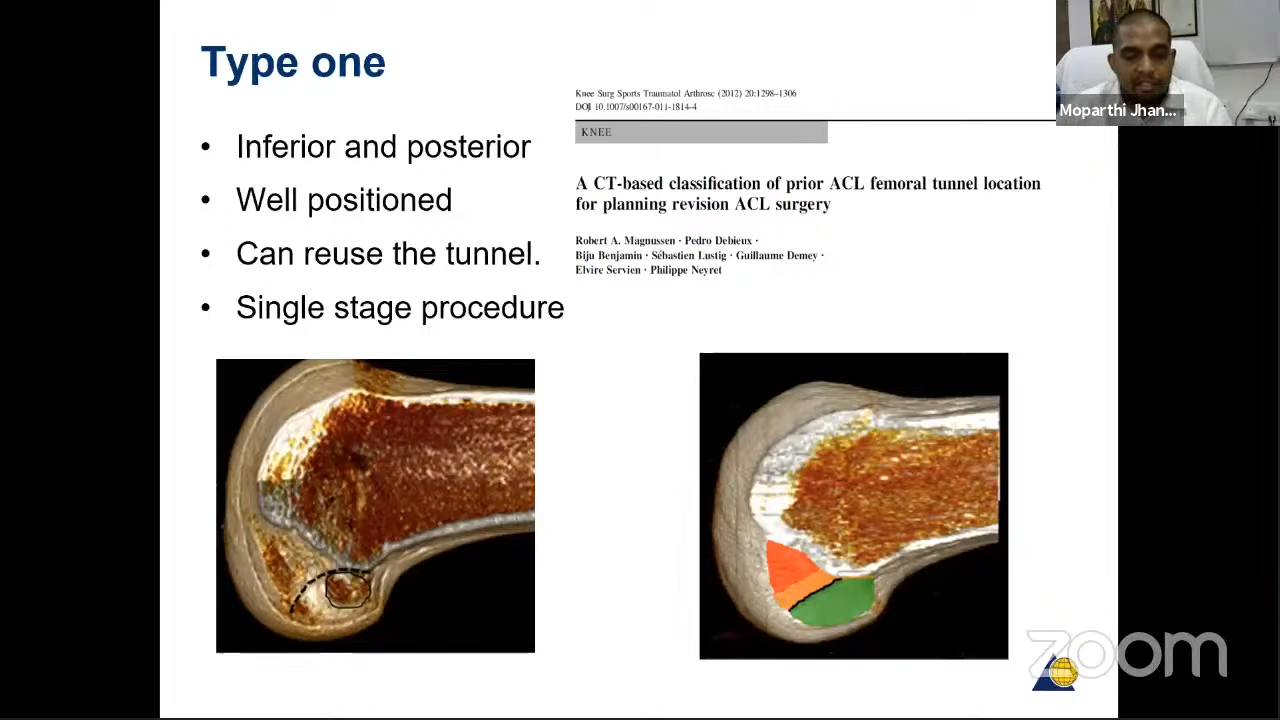 Type one
Knee Surg Sports Traumatol Arthrosc (2012) 20:1298–1306
DOI 10.1007/s00167-011-1814-4
KNEE
Moparthi Jhan...
• Inferior and posterior
• Well positioned
• Can reuse the tunnel.
• Single stage procedure
A CT-based classification of prior ACL femoral tunnel location
for planning revision ACL surgery
Robert A. Magnussen · Pedro Debieux ·
Biju Benjamin · Sébastien Lustig · Guillaume Demey ·
Elvire Servien · Philippe Neyret
zoom